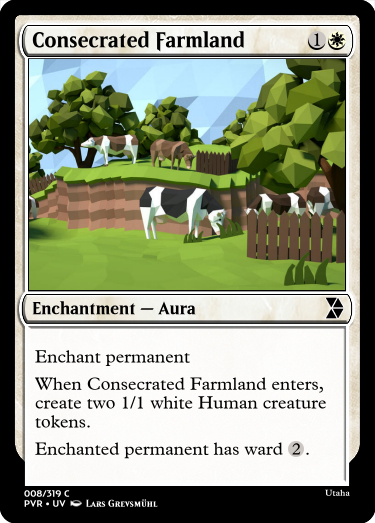 Consecrated Farmland 1
Enchantment — Aura
Enchant permanent
When Consecrated Farmland enters,
create two 1/1 white Human creature
tokens.
Enchanted permanent has ward 2.
008/319 C
Utaha
PVR • UV Lars Grevsmühl